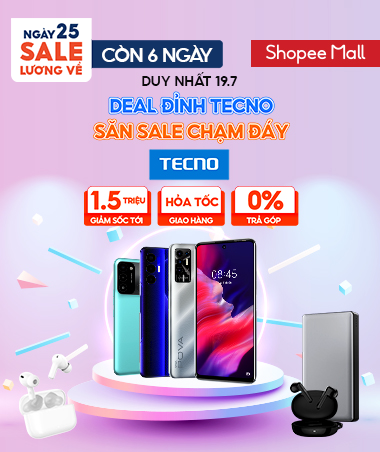 NGÀY 25
SALE
LƯƠNG VỀ
CÒN 6 NGÀY
Shopee Mall
DUY NHẤT 19.7
DEAL ĐỈNH TECNO
SĂN SALE CHẠM ĐÁY
TECNO
1.5 TRIỆU
GIẢM SỐC TỚI
HỎA TỐC
GIAO HÀNG
0%
TRẢ GÓP
08:45
POVA